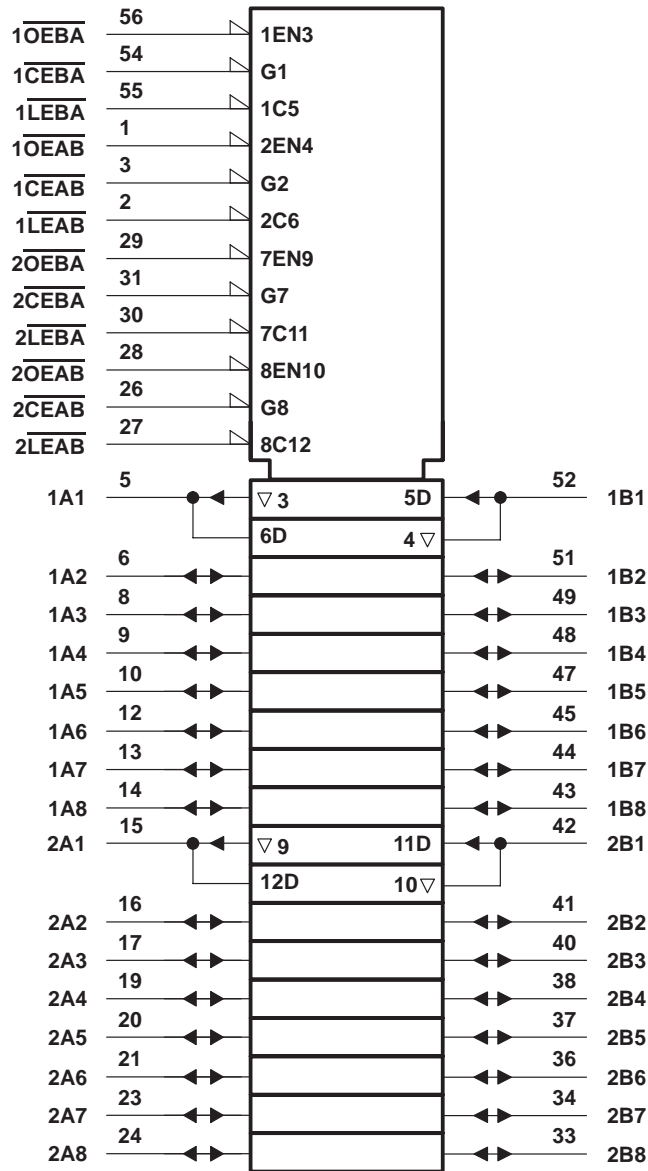 1OEBA 56 1EN3
1CEBA 54 G1
1LEBA 55 1C5
1OEAB 1 2EN4
1CEAB 3 G2
1LEAB 2 2C6
2OEBA 29 7EN9
2CEBA 31 G7
2LEBA 30 7C11
2OEAB 28 8EN10
2CEAB 26 G8
2LEAB 27 8C12
1A1 5 ▽ 3 5D 52 1B1
6D 4 ▽
1A2 6 51 1B2
1A3 8 49 1B3
1A4 9 48 1B4
1A5 10 47 1B5
1A6 12 45 1B6
1A7 13 44 1B7
1A8 14 43 1B8
2A1 15 ▽ 9 11D 42 2B1
12D 10 ▽
2A2 16 41 2B2
2A3 17 40 2B3
2A4 19 38 2B4
2A5 20 37 2B5
2A6 21 36 2B6
2A7 23 34 2B7
2A8 24 33 2B8